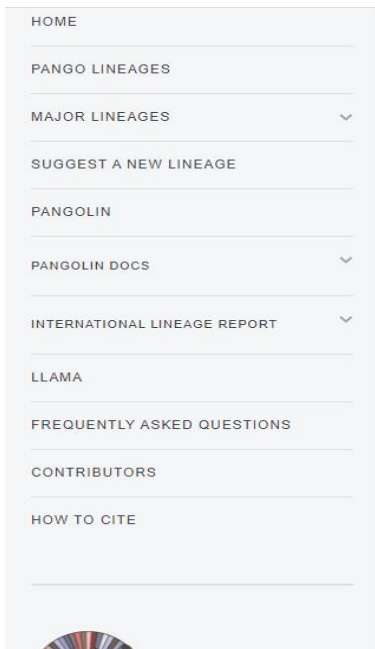 HOME
PANGO LINEAGES
MAJOR LINEAGES
SUGGEST A NEW LINEAGE
PANGOLIN
PANGOLIN DOCS
INTERNATIONAL LINEAGE REPORT
LLAMA
FREQUENTLY ASKED QUESTIONS
CONTRIBUTORS
HOW TO CITE